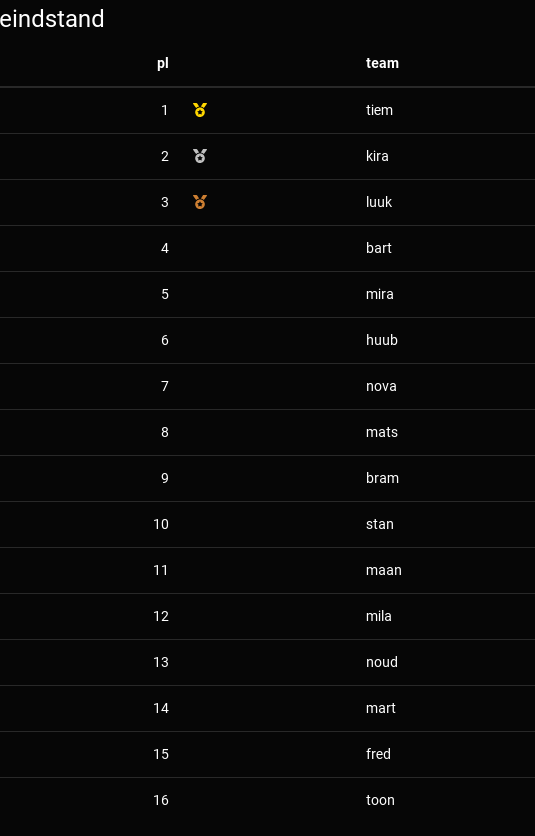 eindstand
pl team
1 tiem
2 kira
3 luuk
4 bart
5 mira
6 huub
7 nova
8 mats
9 bram
10 stan
11 maan
12 mila
13 noud
14 mart
15 fred
16 toon